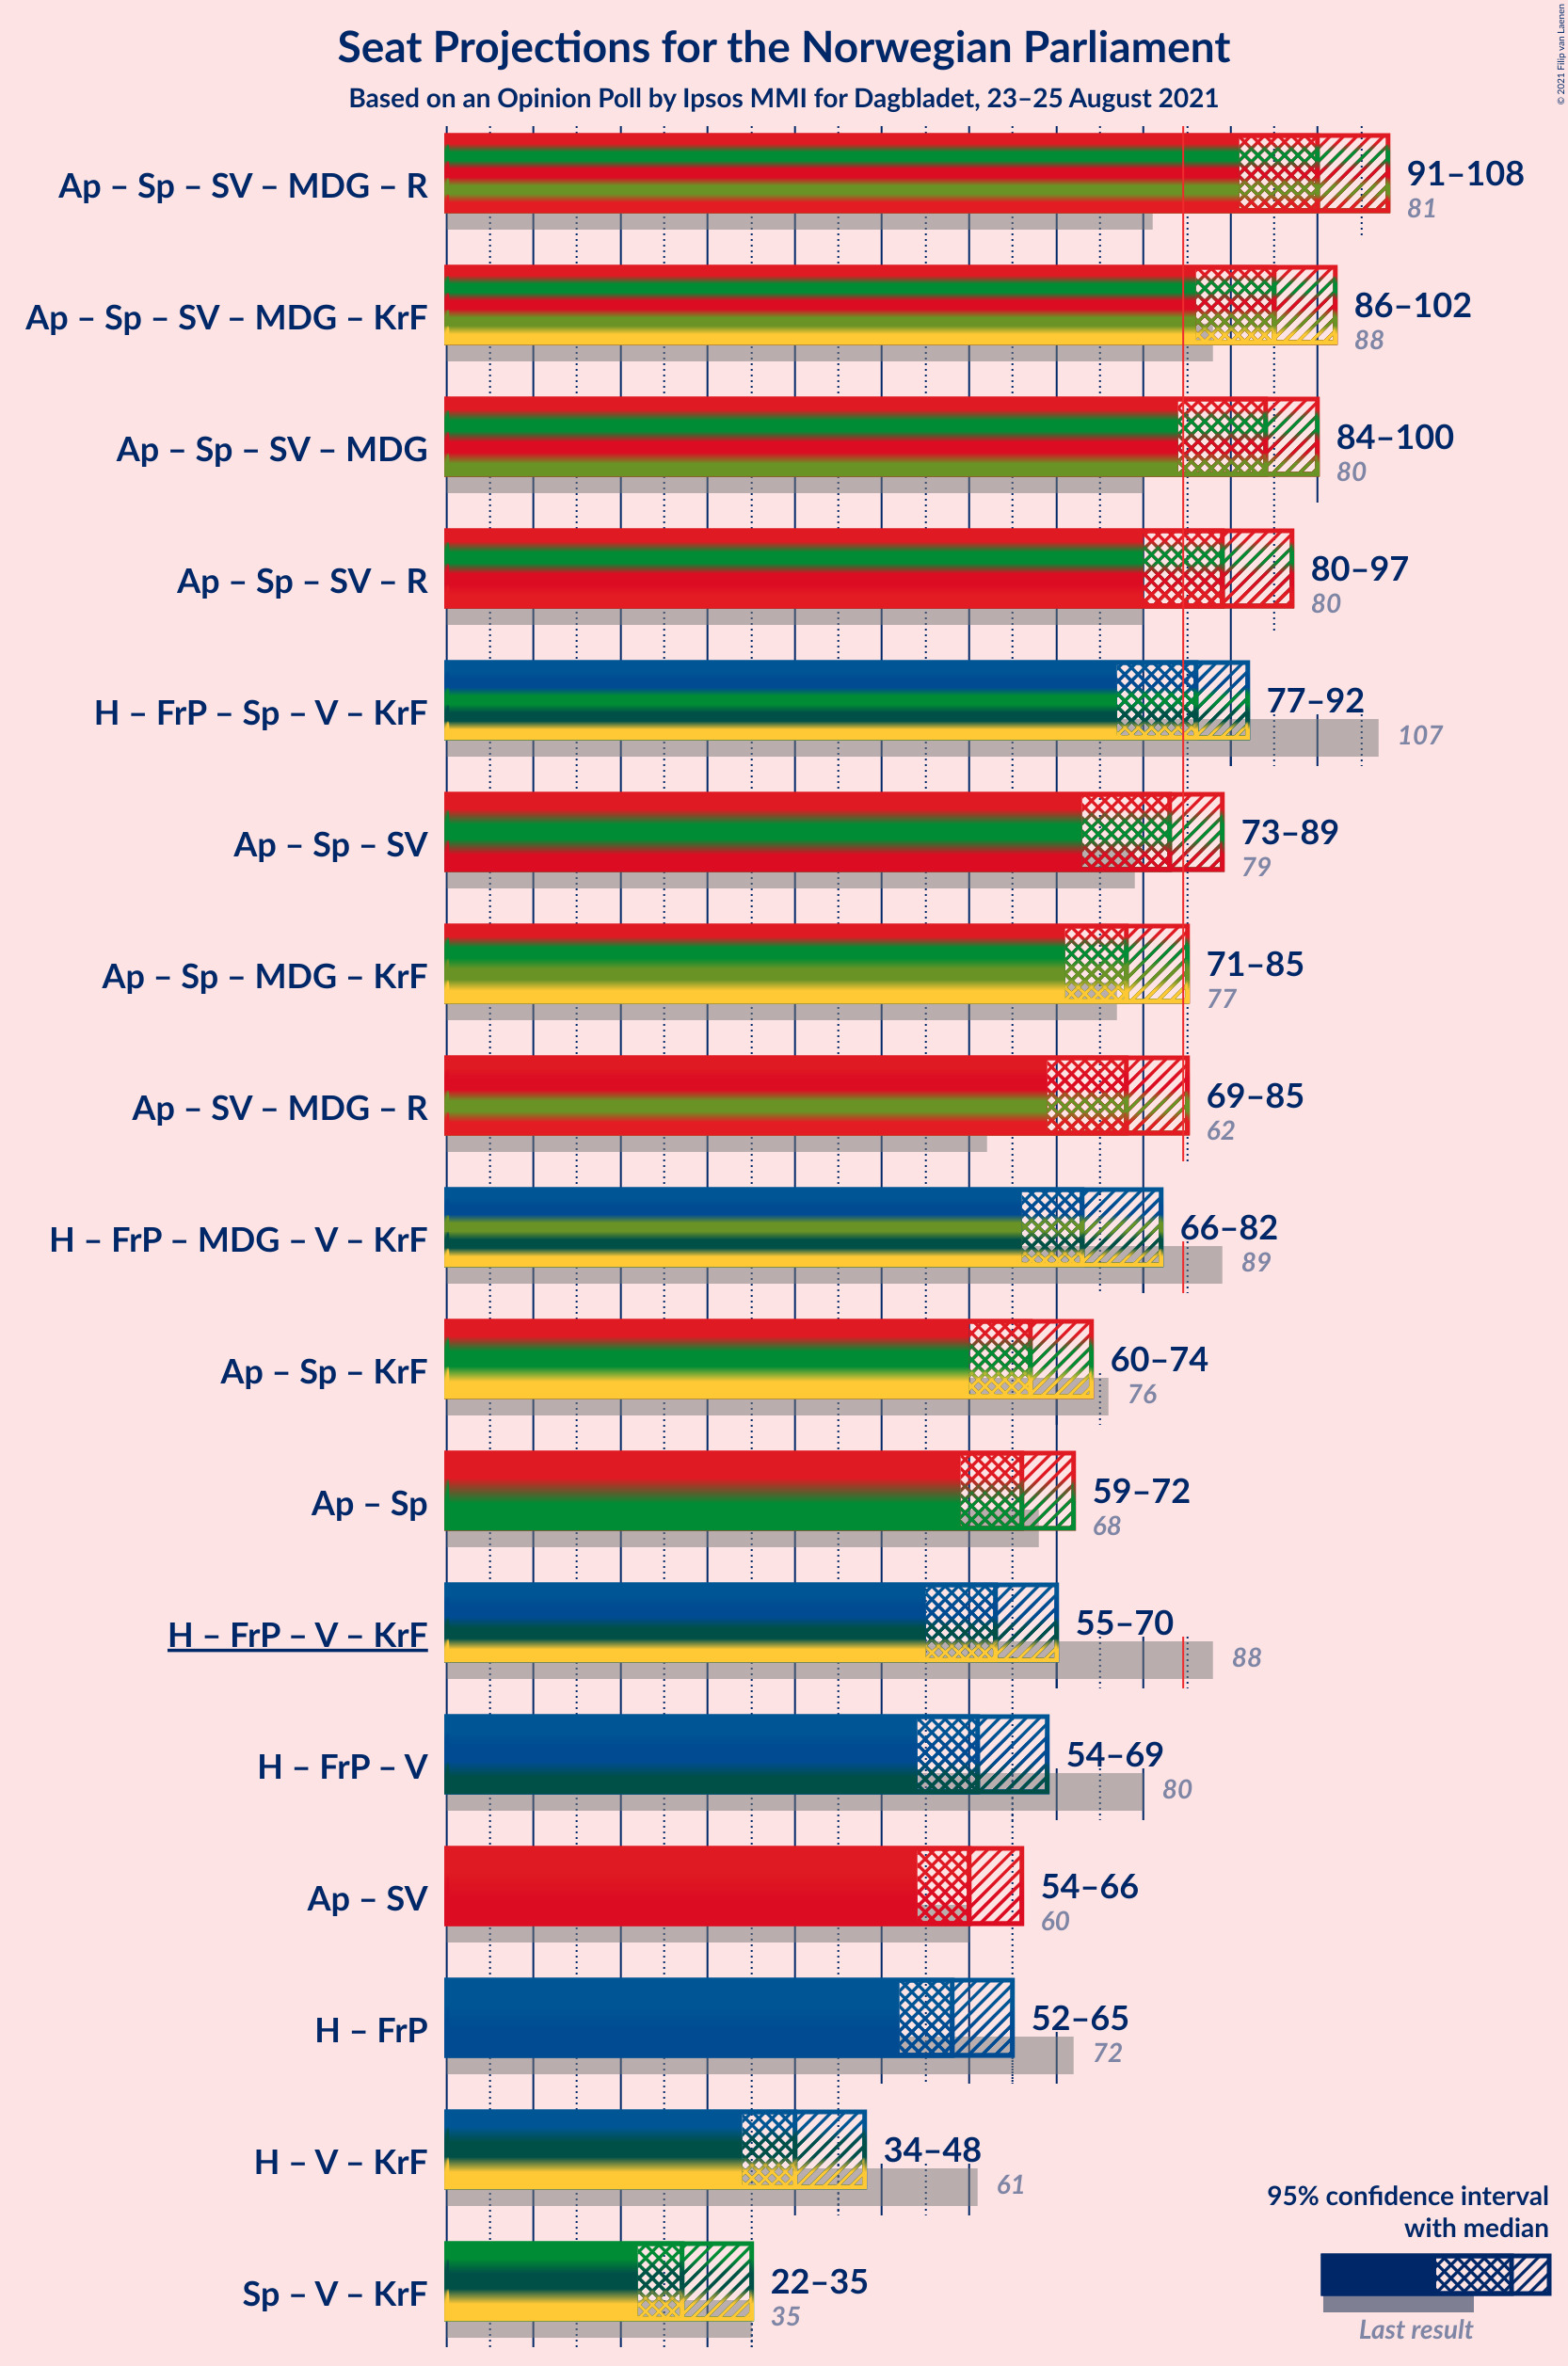 Seat Projections for the Norwegian Parliament
Based on an Opinion Poll by Ipsos MMI for Dagbladet, 23–25 August 2021
© 2021 Filip van Laenen
Ap – Sp – SV – MDG – R
91–108
81
Ap – Sp – SV – MDG – KrF
86–102
88
Ap – Sp – SV – MDG
84–100
80
Ap – Sp – SV – R
80–97
80
H – FrP – Sp – V – KrF
77–92
107
Ap – Sp – SV
73–89
79
Ap – Sp – MDG – KrF
71–85
77
Ap – SV – MDG – R
69–85
62
H – FrP – MDG – V – KrF
66–82
89
Ap – Sp – KrF
60–74
76
Ap – Sp
59–72
68
H – FrP – V – KrF
55–70
88
H – FrP – V
54–69
80
Ap – SV
54–66
60
H – FrP
52–65
72
H – V – KrF
34–48
61
Sp – V – KrF
22–35
35
95% confidence interval
with median
Last result